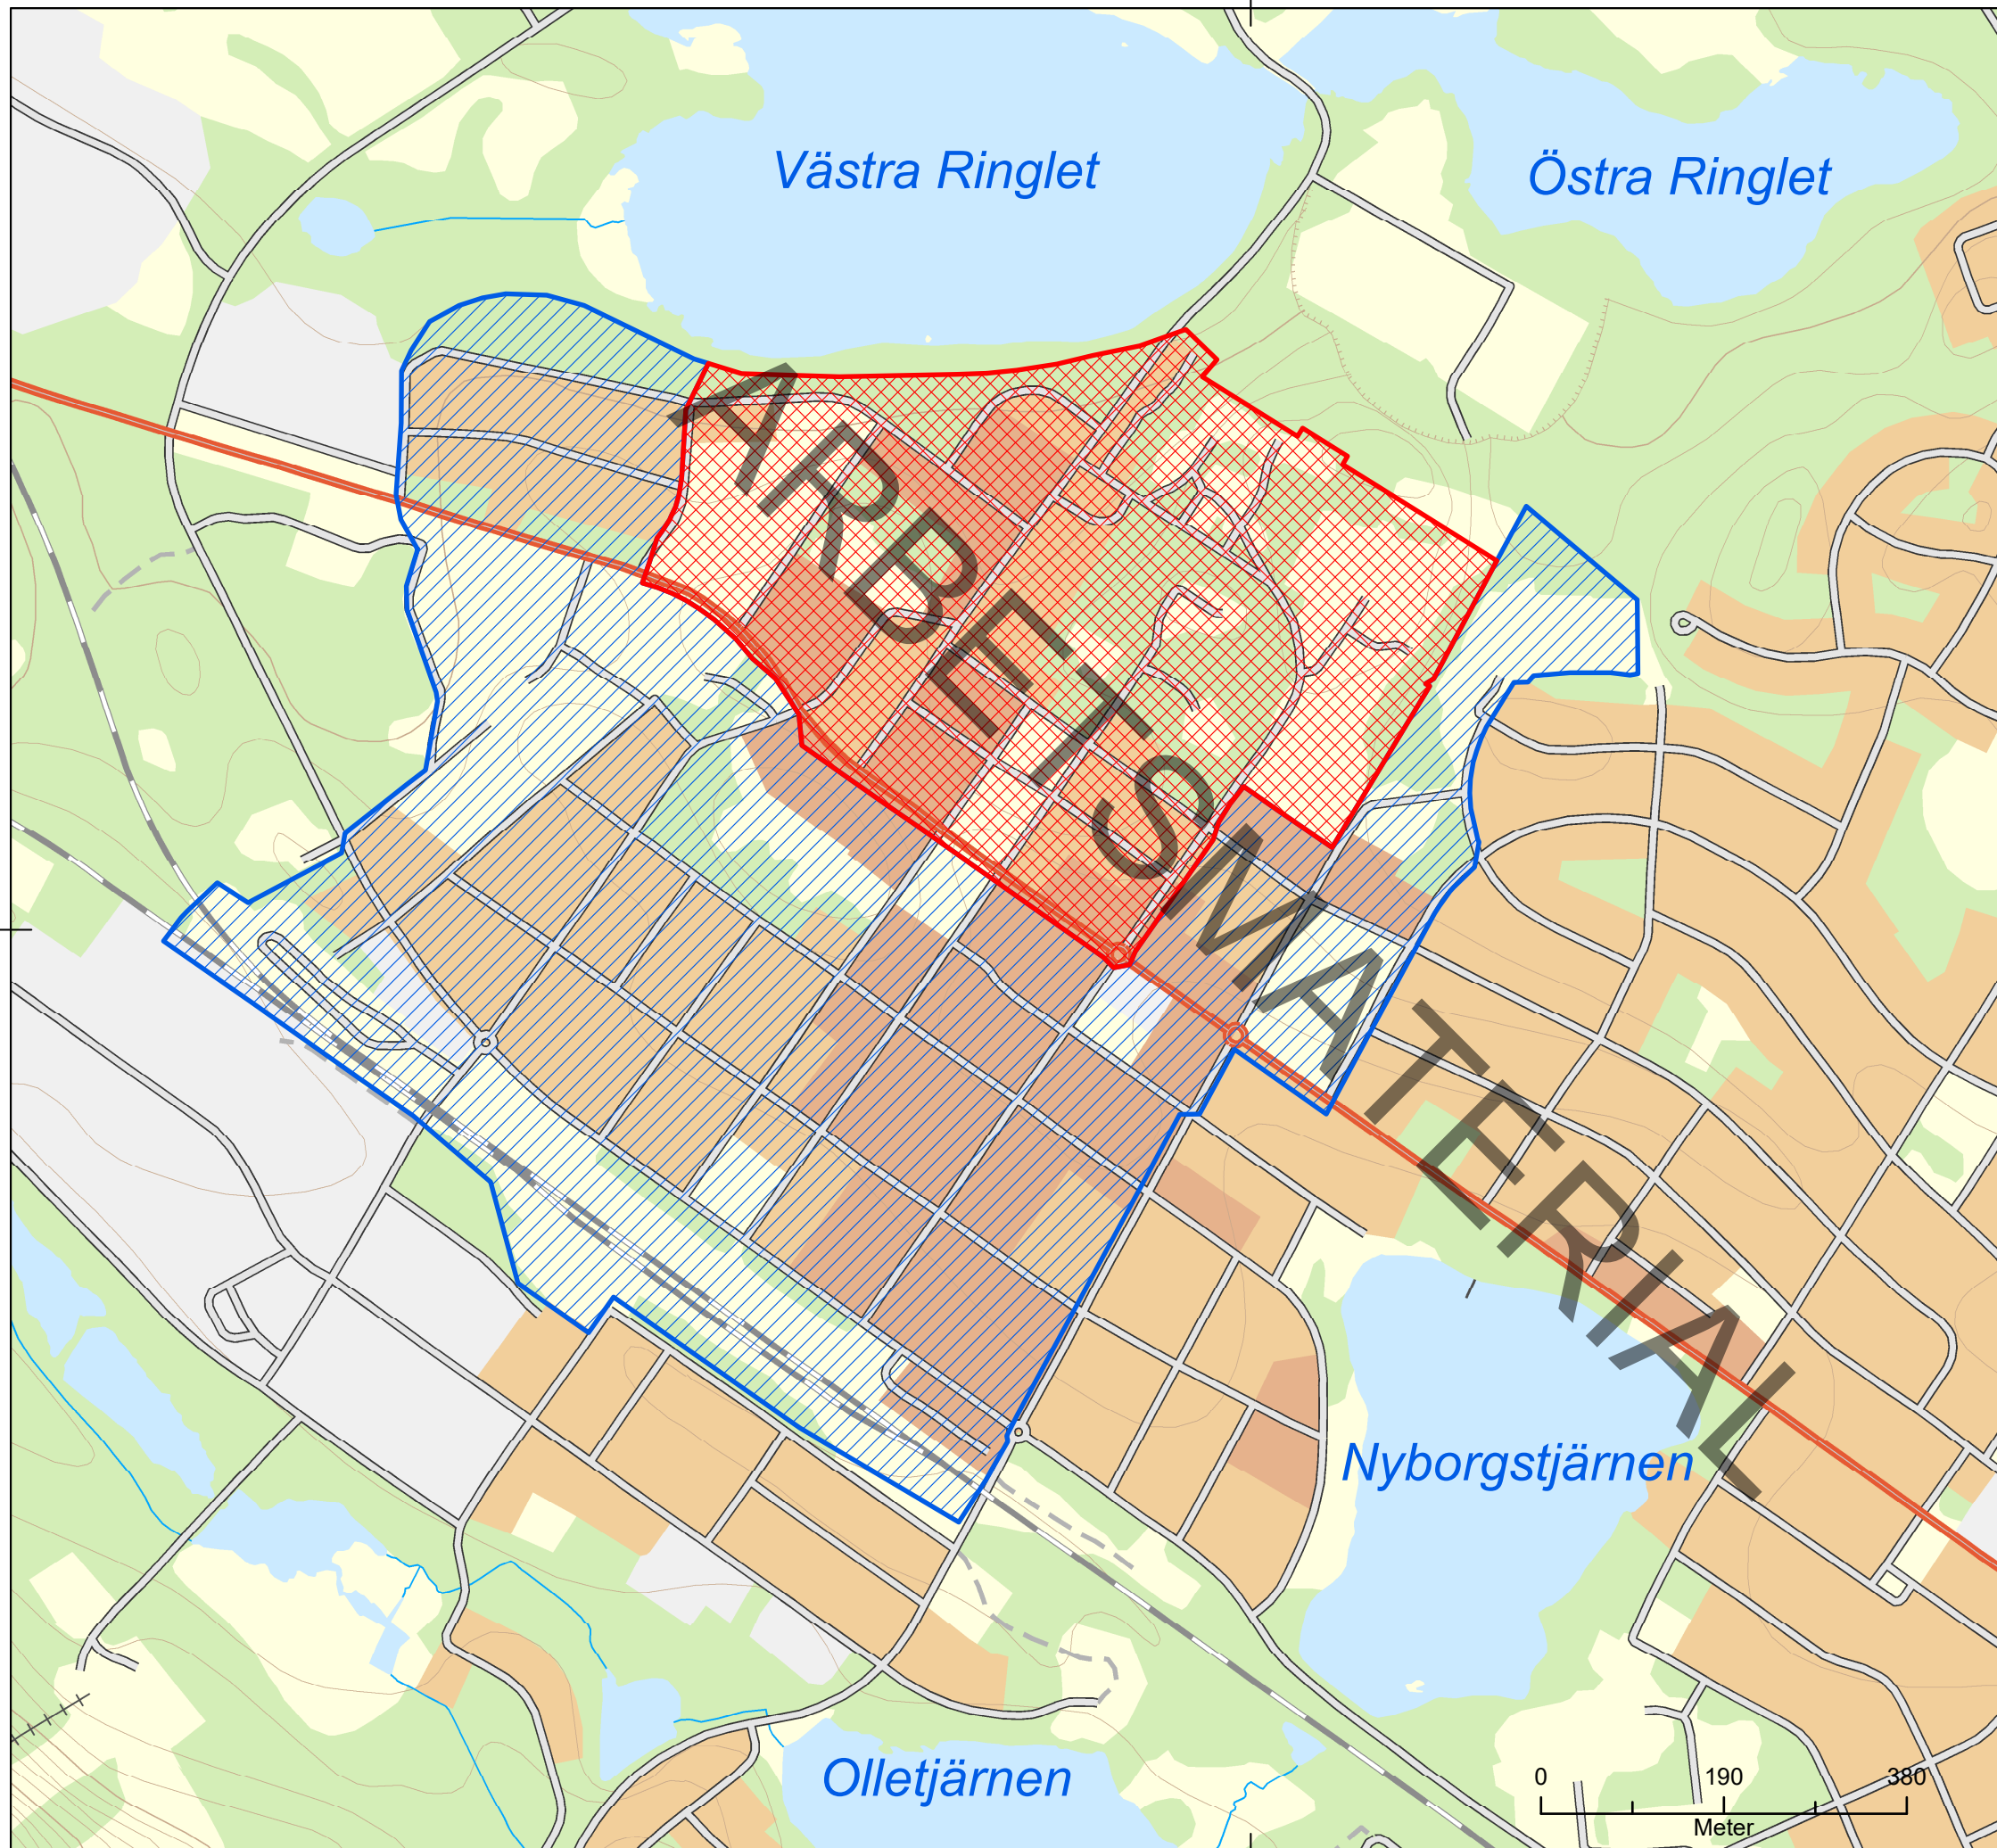 Västra Ringlet
Östra Ringlet
ARBETSMATERIAL
Nyborgstjärnen
Olletjärnen
0 190 380
Meter